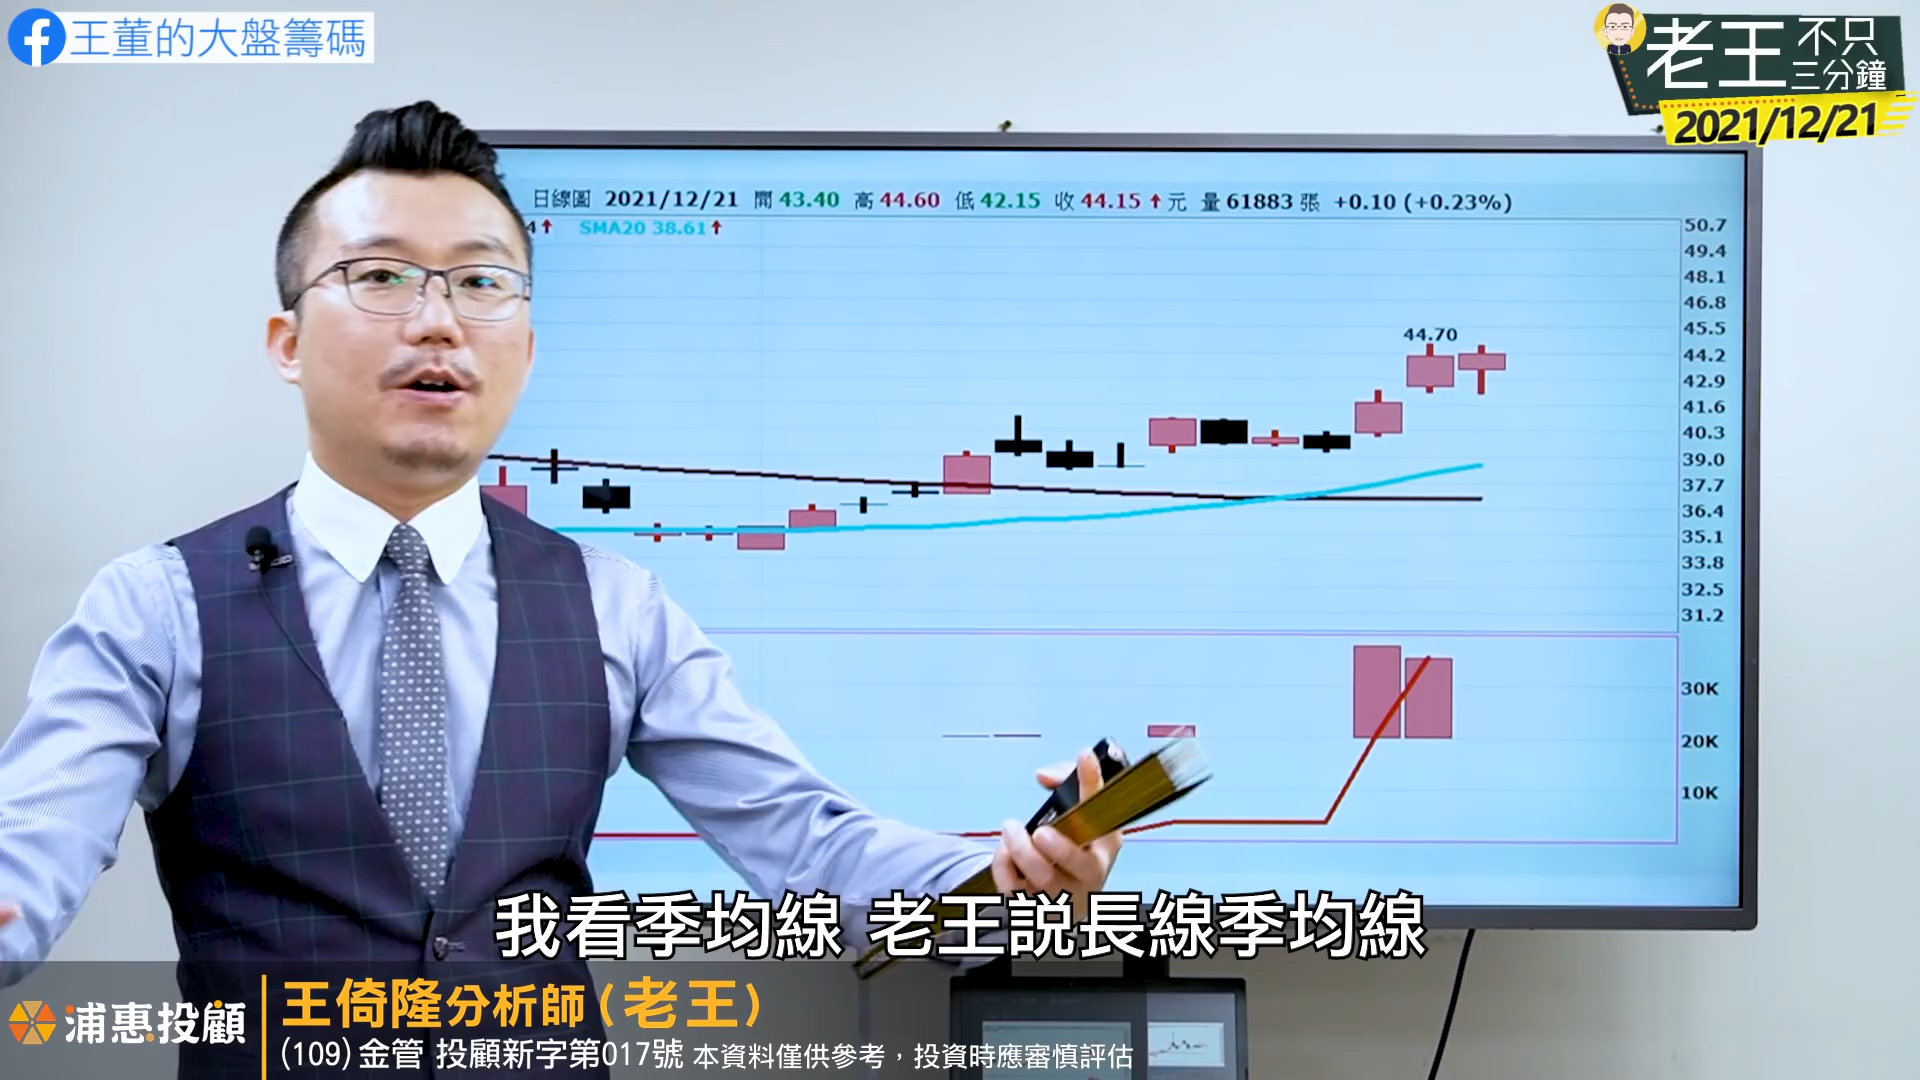 王董的大盤籌碼
老王不只三分鐘
2021/12/21
日線圖 2021/12/21 開 43.40 高 44.60 低 42.15 收 44.15 ↑ 元 量 61883 張 +0.10 (+0.23%)
4↑ SMA20 38.61↑
50.7
49.4
48.1
46.8
45.5
44.70
44.2
42.9
41.6
40.3
39.0
37.7
36.4
35.1
33.8
32.5
31.2
30K
20K
10K
我看季均線 老王説長線季均線
浦惠投顧
王倚隆分析師(老王)
(109)金管 投顧新字第017號 本資料僅供參考，投資時應審慎評估